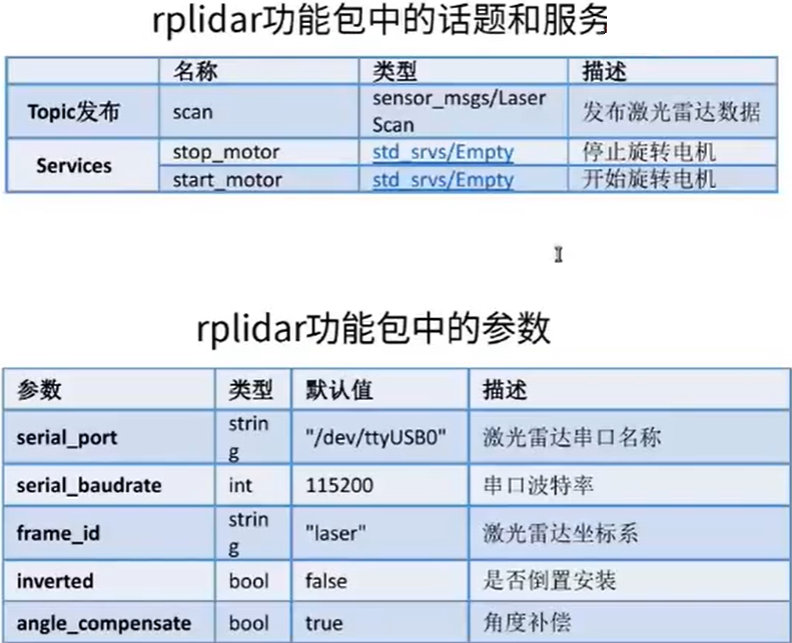 rplidar功能包中的话题和服务
名称 类型 描述
Topic发布 scan sensor_msgs/Laser Scan 发布激光雷达数据
Services stop_motor std_srvs/Empty 停止旋转电机
start_motor std_srvs/Empty 开始旋转电机
rplidar功能包中的参数
参数 类型 默认值 描述
serial_port string "/dev/ttyUSB0" 激光雷达串口名称
serial_baudrate int 115200 串口波特率
frame_id string "laser" 激光雷达坐标系
inverted bool false 是否倒置安装
angle_compensate bool true 角度补偿